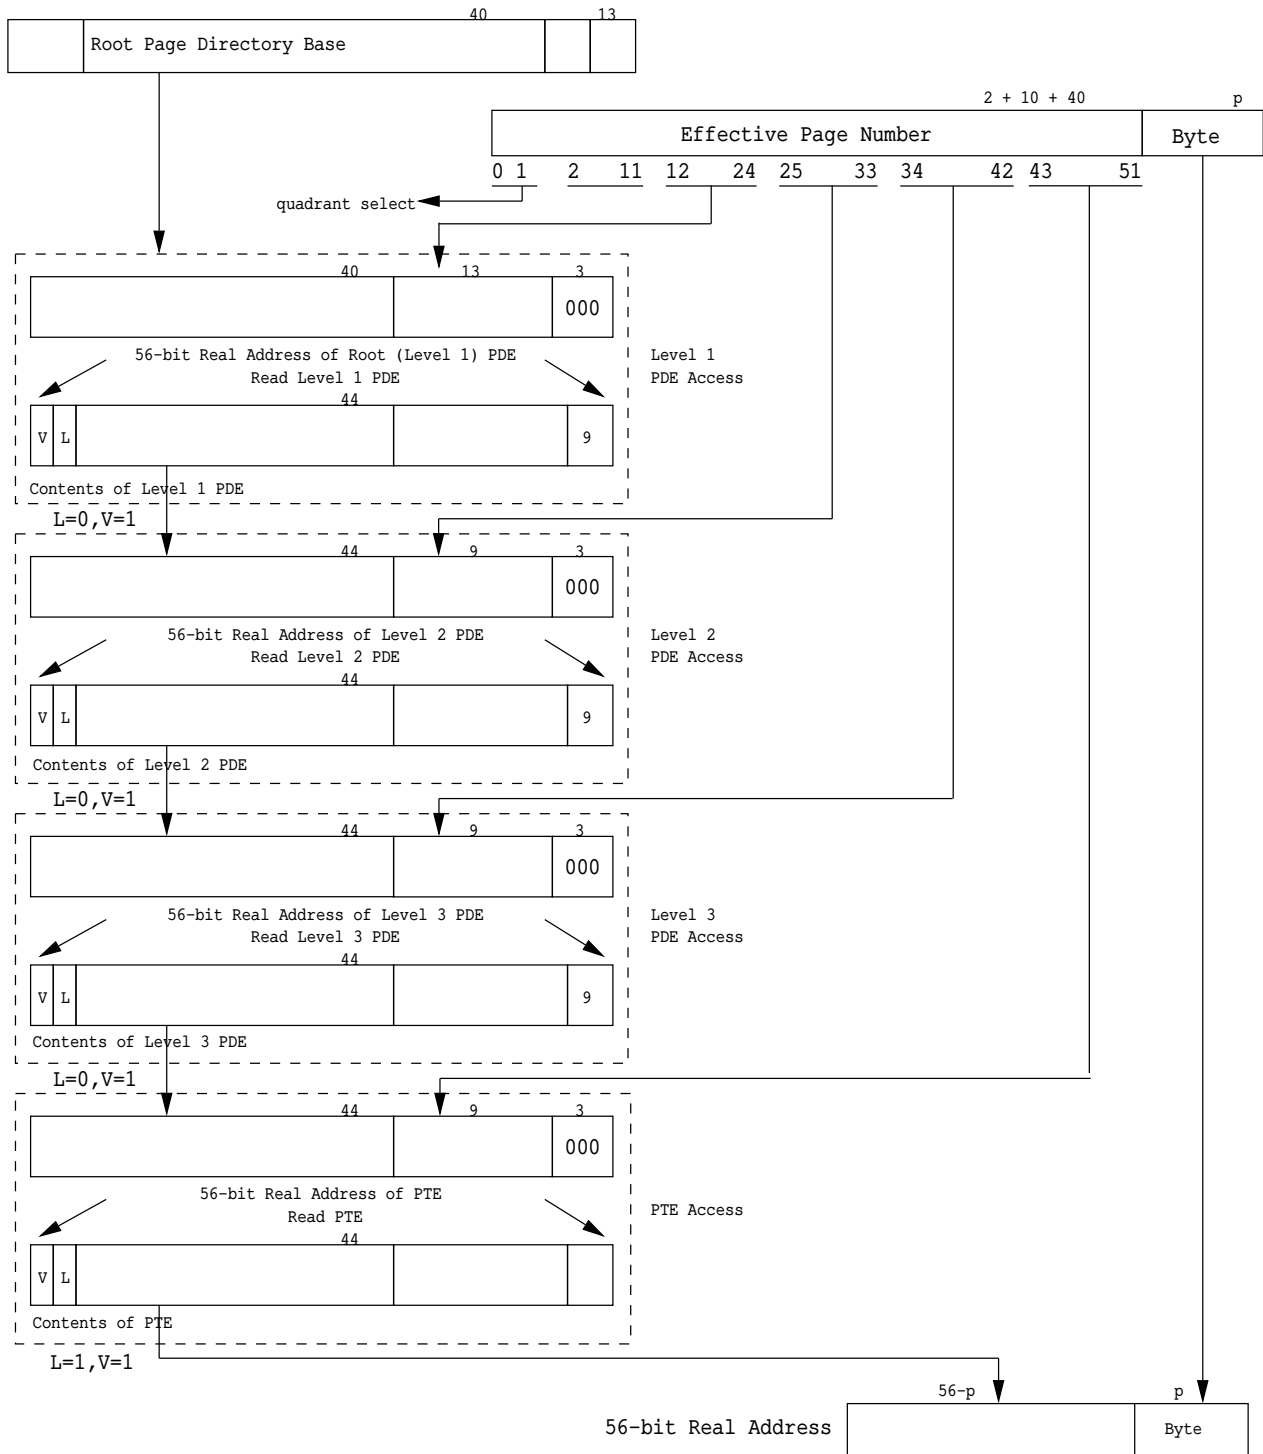 40 13
Root Page Directory Base
2 + 10 + 40 p
Effective Page Number Byte
0 1 2 11 12 24 25 33 34 42 43 51
quadrant select
40 13 3
000
56-bit Real Address of Root (Level 1) PDE
Read Level 1 PDE
Level 1
PDE Access
44
V L 9
Contents of Level 1 PDE
L=0,V=1
44 9 3
000
56-bit Real Address of Level 2 PDE
Read Level 2 PDE
Level 2
PDE Access
44
V L 9
Contents of Level 2 PDE
L=0,V=1
44 9 3
000
56-bit Real Address of Level 3 PDE
Read Level 3 PDE
Level 3
PDE Access
44
V L 9
Contents of Level 3 PDE
L=0,V=1
44 9 3
000
56-bit Real Address of PTE
Read PTE
PTE Access
44
V L
Contents of PTE
L=1,V=1
56-p p
56-bit Real Address Byte